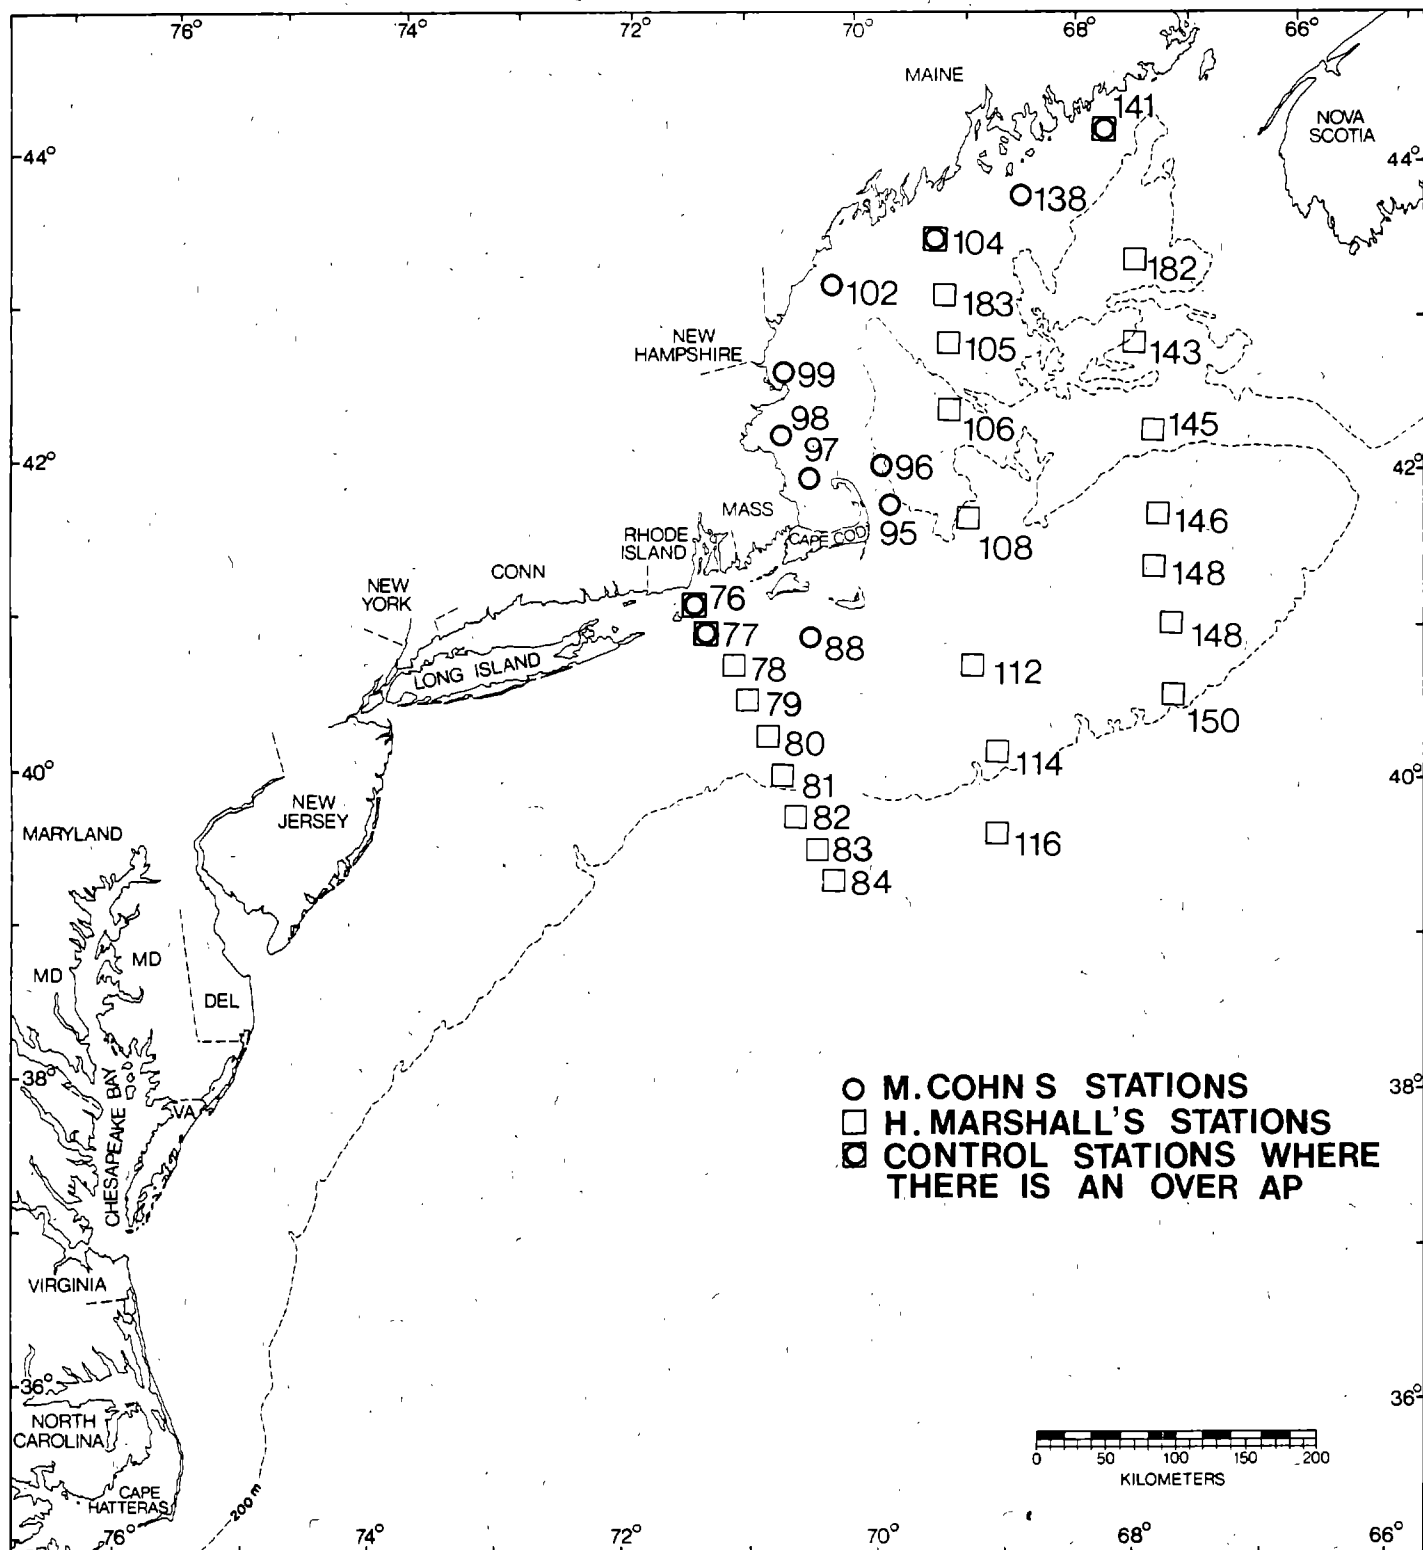 76° 74° 72° 70° 68° 66°
MAINE
141
NOVA
SCOTIA
44° 44°
138
104
182
102
183
NEW
HAMPSHIRE
105
143
99
98
106
145
97
42° 96 42°
MASS
146
RHODE
ISLAND
CAPE COD
95
108
CONN
148
NEW
YORK
76
77
88
148
LONG ISLAND
78
112
79
150
80
114
40° 40°
81
NEW
JERSEY
82
MARYLAND
83
116
84
MD
MD
DEL
38° 38°
CHESAPEAKE BAY
VA
M.COHN S STATIONS
H. MARSHALL'S STATIONS
CONTROL STATIONS WHERE
THERE IS AN OVER AP
VIRGINIA
36° 36°
NORTH
CAROLINA
0 50 100 150 200
KILOMETERS
CAPE
HATTERAS
200 m
76° 74° 72° 70° 68° 66°